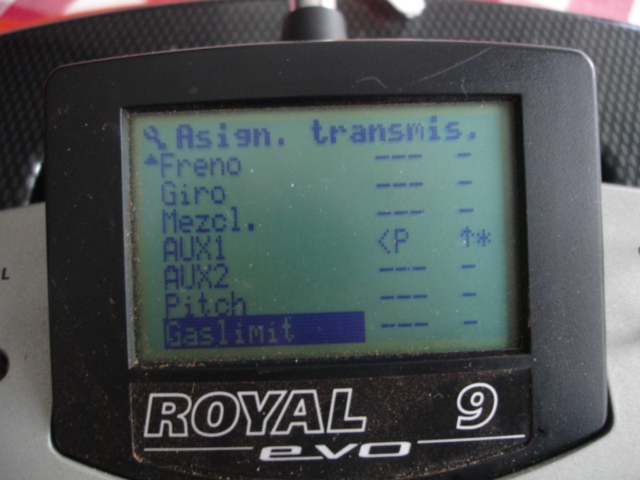 Asign. transmis.
Freno --- -
Giro --- -
Mezcl. --- -
AUX1 <P ↑*
AUX2 --- -
Pitch --- -
Gaslimit --- -
L
ROYAL 9
evo